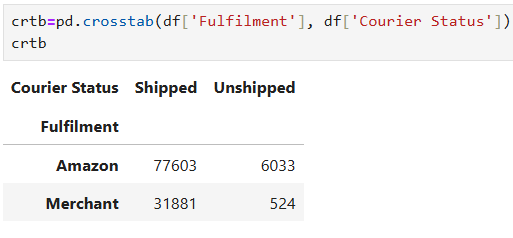 crtb=pd.crosstab(df['Fulfilment'], df['Courier Status'])
crtb
Courier Status Shipped Unshipped
Fulfilment
Amazon 77603 6033
Merchant 31881 524